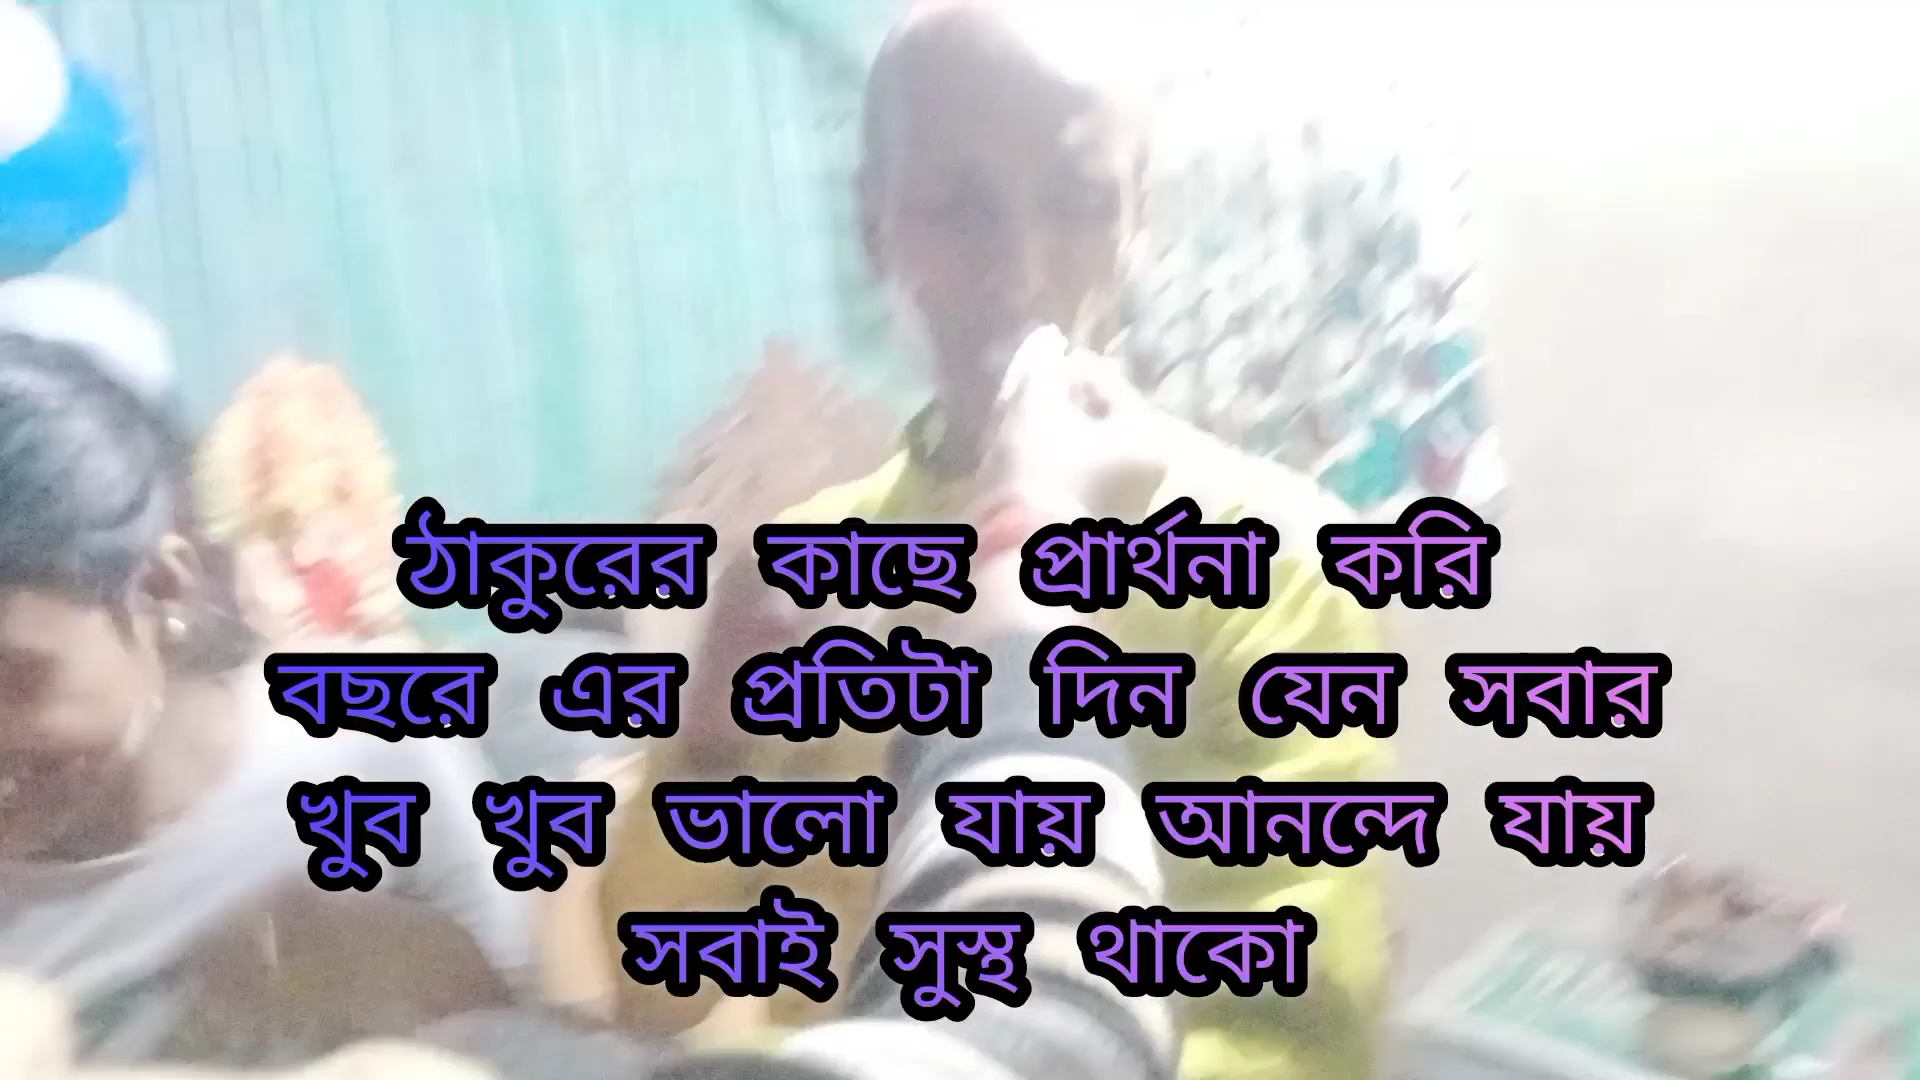 ঠাকুরের কাছে প্রার্থনা করি
বছরে এর প্রতিটা দিন যেন সবার
খুব খুব ভালো যায় আনন্দে যায়
সবাই সুস্থ থাকো